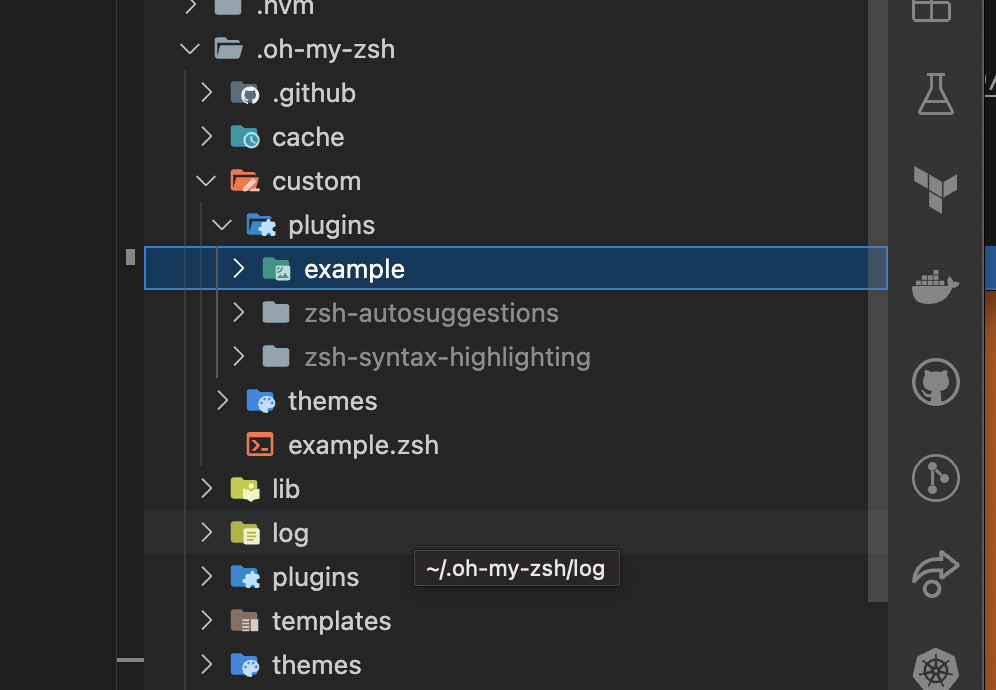 .nvm
.oh-my-zsh
.github
cache
custom
plugins
example
zsh-autosuggestions
zsh-syntax-highlighting
themes
example.zsh
lib
log
~/.oh-my-zsh/log
plugins
templates
themes